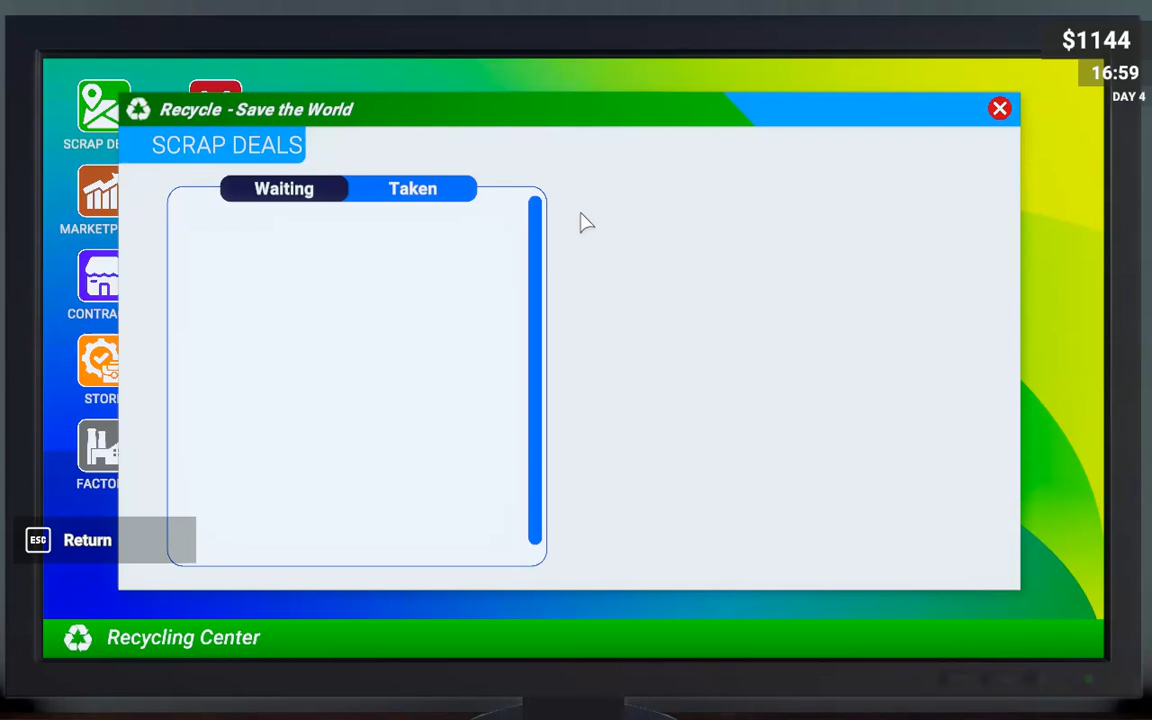 $1144
16:59
DAY 4
Recycle - Save the World
SCRAP DE
SCRAP DEALS
Waiting
Taken
MARKETP
CONTRA
STOR
FACTO
ESC Return
Recycling Center